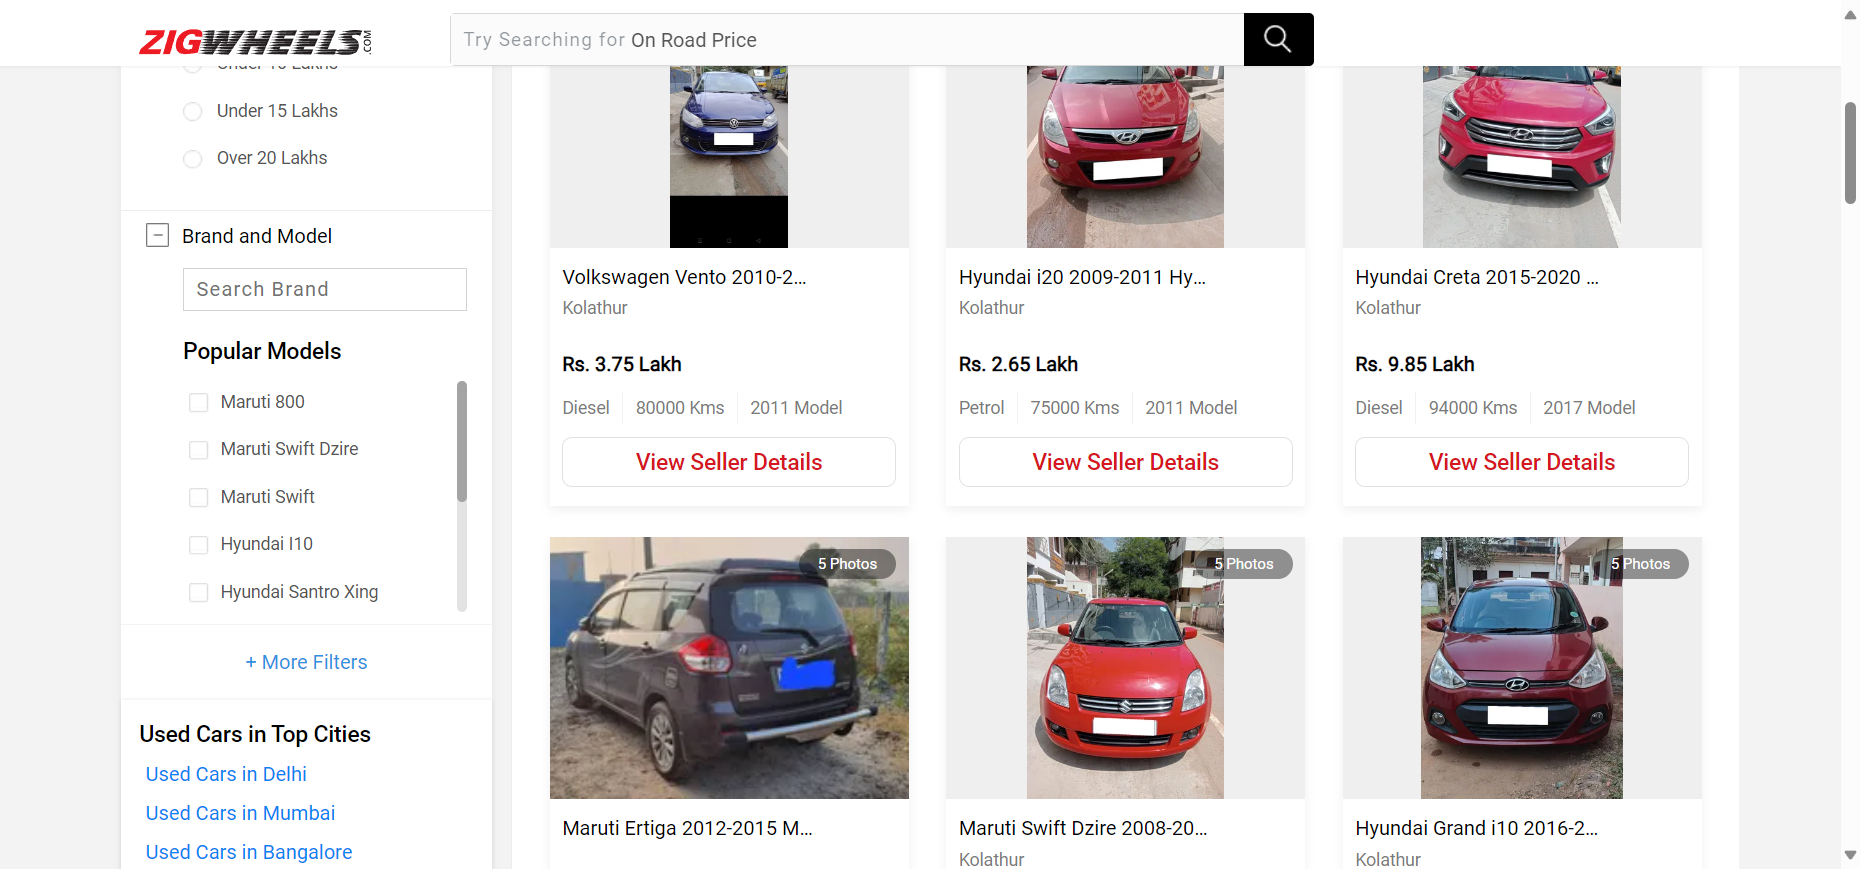 ZIGWHEELS.COM
Try Searching for On Road Price
Under 15 Lakhs
Over 20 Lakhs
Brand and Model
Search Brand
Popular Models
Maruti 800
Maruti Swift Dzire
Maruti Swift
Hyundai I10
Hyundai Santro Xing
+ More Filters
Used Cars in Top Cities
Used Cars in Delhi
Used Cars in Mumbai
Used Cars in Bangalore
Volkswagen Vento 2010-2...
Kolathur
Rs. 3.75 Lakh
Diesel 80000 Kms 2011 Model
View Seller Details
Hyundai i20 2009-2011 Hy...
Kolathur
Rs. 2.65 Lakh
Petrol 75000 Kms 2011 Model
View Seller Details
Hyundai Creta 2015-2020 ...
Kolathur
Rs. 9.85 Lakh
Diesel 94000 Kms 2017 Model
View Seller Details
5 Photos
Maruti Ertiga 2012-2015 M...
5 Photos
Maruti Swift Dzire 2008-20...
Kolathur
5 Photos
Hyundai Grand i10 2016-2...
Kolathur